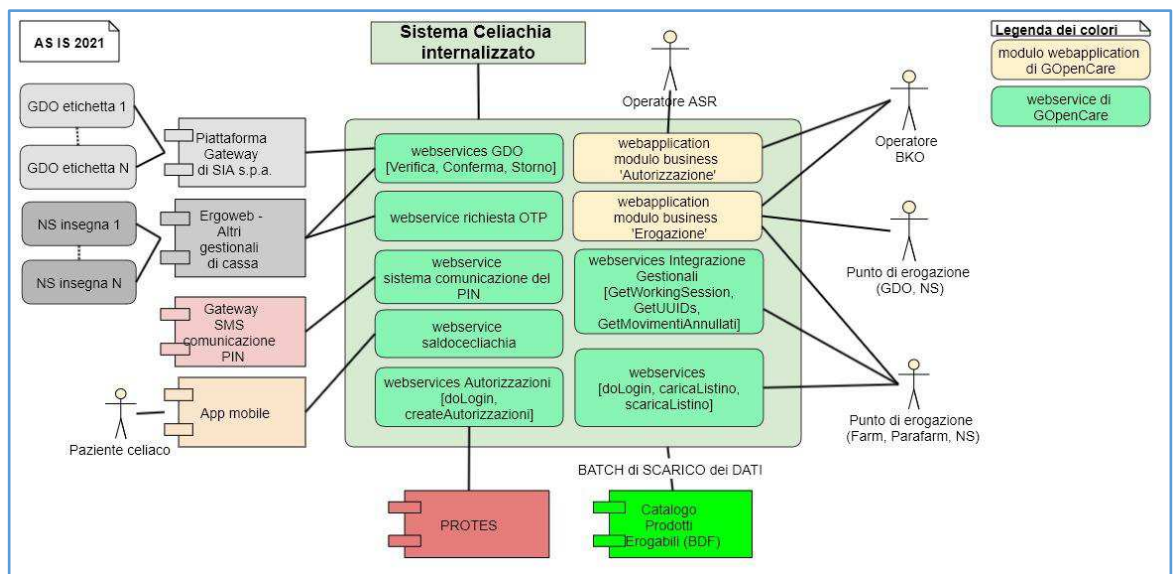 AS IS 2021
Sistema Celiachia
internalizzato
Legenda dei colori
modulo webapplication
di GOpenCare
webservice di
GOpenCare
Operatore ASR
Operatore
BKO
GDO etichetta 1
GDO etichetta N
Piattaforma
Gateway
di SIA s.p.a.
NS insegna 1
NS insegna N
Ergoweb -
Altri
gestionali
di cassa
Gateway
SMS
comunicazione
PIN
App mobile
Paziente celiaco
webservices GDO
[Verifica, Conferma, Storno]
webservice richiesta OTP
webservice
sistema comunicazione del
PIN
webservice
saldocecliachia
webservices Autorizzazioni
[doLogin,
createAutorizzazioni]
webapplication
modulo business
'Autorizzazione'
webapplication
modulo business
'Erogazione'
webservices Integrazione
Gestionali
[GetWorkingSession,
GetUUIDs,
GetMovimentiAnnullati]
webservices
[doLogin, caricaListino,
scaricaListino]
Punto di erogazione
(GDO, NS)
Punto di erogazione
(Farm, Parafarm, NS)
BATCH di SCARICO dei DATI
PROTES
Catalogo
Prodotti
Erogabili (BDF)